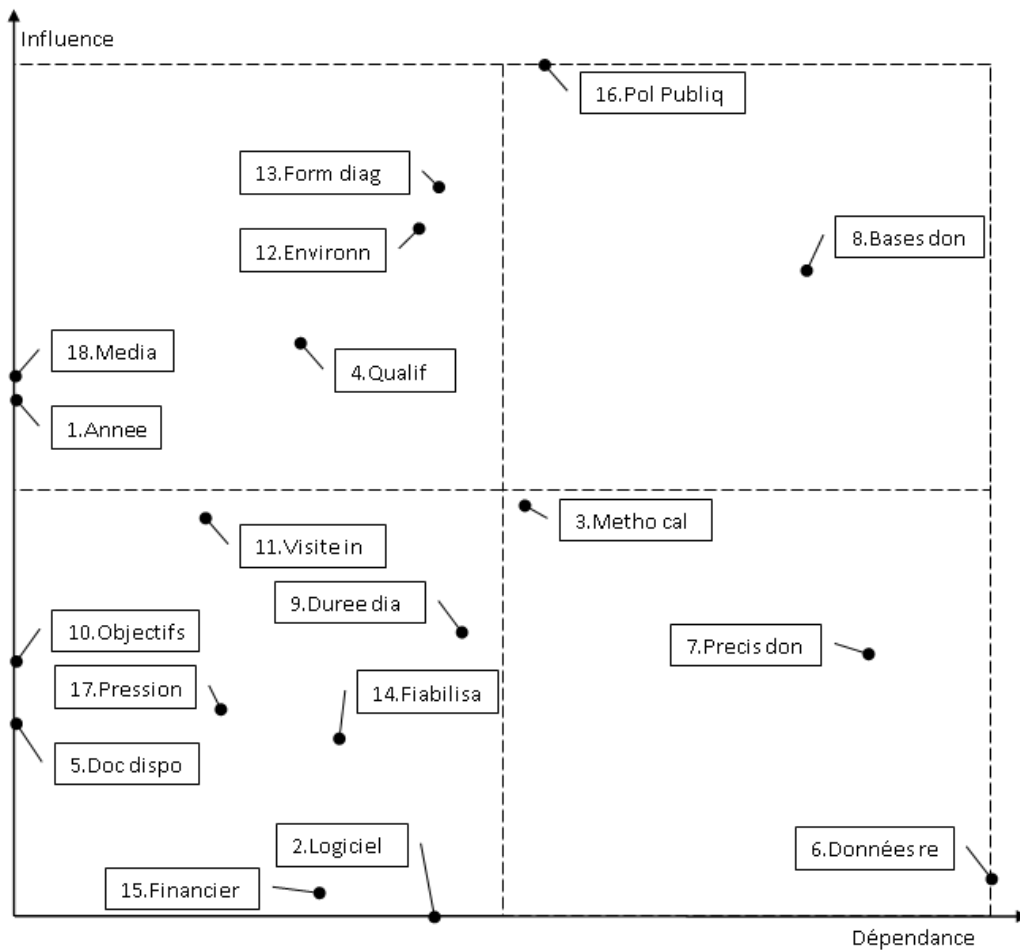 Influence
16.Pol Publiq
13.Form diag
8.Bases don
12.Environn
18.Media
4.Qualif
1.Annee
3.Metho cal
11.Visite in
9.Duree dia
10.Objectifs
7.Precis don
17.Pression
14.Fiabilisa
5.Doc dispo
2.Logiciel
6.Données re
15.Financier
Dépendance